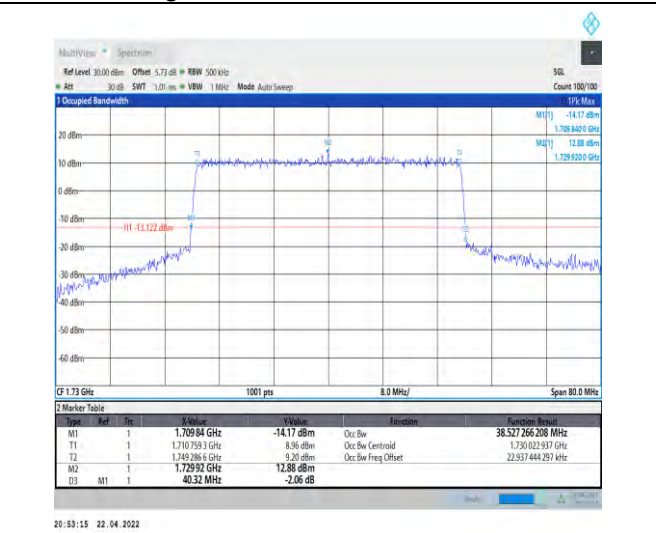 MultiView Spectrum
Ref Level 30.00 dBm Offset 5.73 dB RBW 500 kHz SGL
Att 30 dB SWT 1.01 ms VBW 1 MHz Mode Auto Sweep Count 100/100
1 Occupied Bandwidth 1Pk Max
M1[1] -14.17 dBm
1.709 840 0 GHz
20 dBm
M2[1] 12.88 dBm
1.729 920 0 GHz
M2
T1
T2
10 dBm
0 dBm
-10 dBm
M1
H1 -13.122 dBm
D3
-20 dBm
-30 dBm
-40 dBm
-50 dBm
-60 dBm
CF 1.73 GHz 1001 pts 8.0 MHz/ Span 80.0 MHz
2 Marker Table
Type Ref Trc X-Value Y-Value Function Function Result
M1 1 1.709 84 GHz -14.17 dBm Occ Bw 38.527 266 208 MHz
T1 1 1.710 759 3 GHz 8.96 dBm Occ Bw Centroid 1.730 022 937 GHz
T2 1 1.749 286 6 GHz 9.20 dBm Occ Bw Freq Offset 22.937 444 297 kHz
M2 1 1.729 92 GHz 12.88 dBm
D3 M1 1 40.32 MHz -2.06 dB
20:53:15 22.04.2022